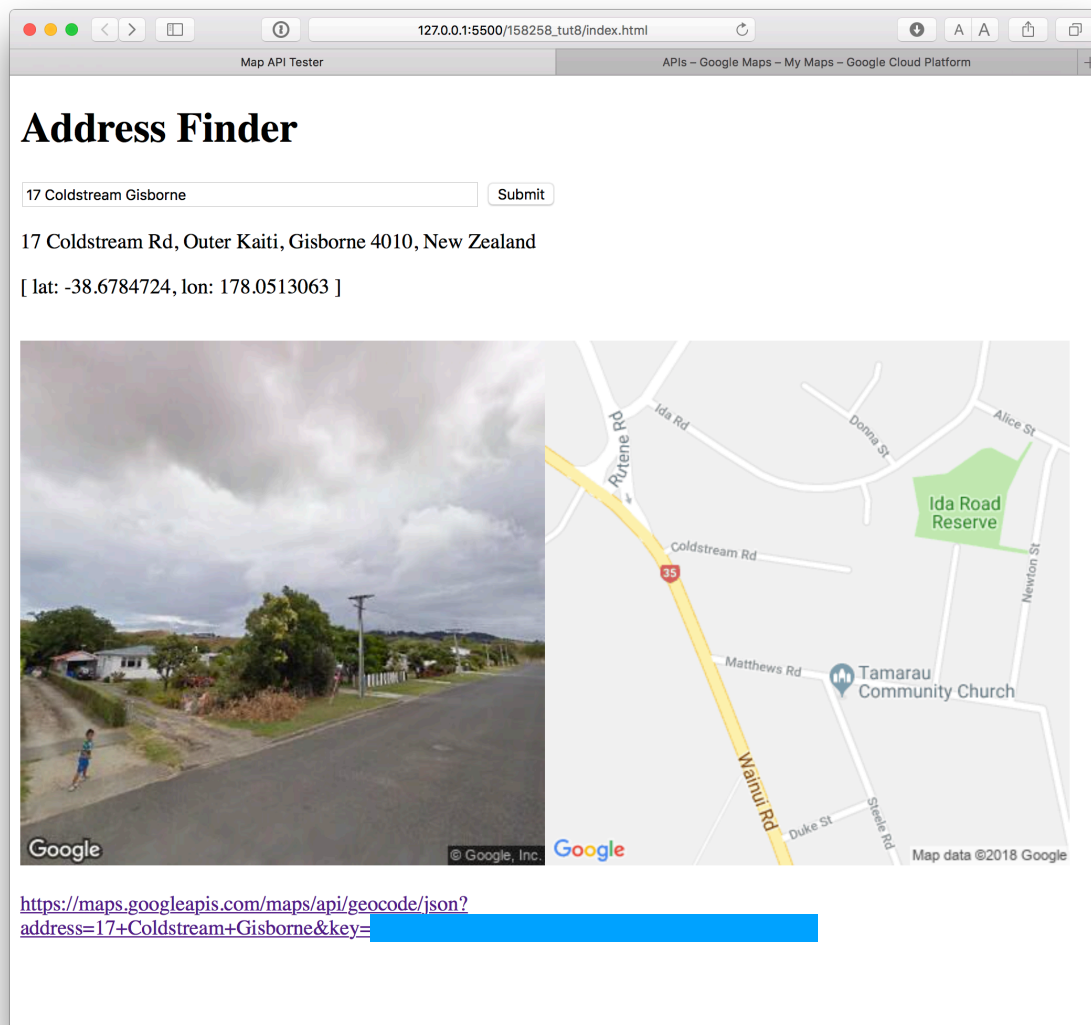 127.0.0.1:5500/158258_tut8/index.html
A A
Map API Tester
APIs – Google Maps – My Maps – Google Cloud Platform
Address Finder
17 Coldstream Gisborne
Submit
17 Coldstream Rd, Outer Kaiti, Gisborne 4010, New Zealand
[ lat: -38.6784724, lon: 178.0513063 ]
Google
© Google, Inc.
Ida Rd
Rutene Rd
Donna St
Alice St
Ida Road
Reserve
Coldstream Rd
35
Newton St
Matthews Rd
Tamarau
Community Church
Wainui Rd
Duke St
Steele Rd
Google
Map data ©2018 Google
https://maps.googleapis.com/maps/api/geocode/json?
address=17+Coldstream+Gisborne&key=